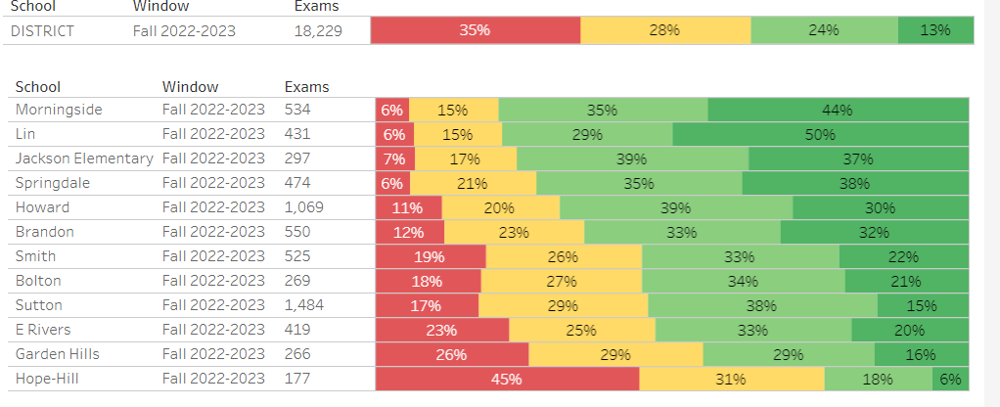 School Window Exams
DISTRICT Fall 2022-2023 18,229 35% 28% 24% 13%
School Window Exams
Morningside Fall 2022-2023 534 6% 15% 35% 44%
Lin Fall 2022-2023 431 6% 15% 29% 50%
Jackson Elementary Fall 2022-2023 297 7% 17% 39% 37%
Springdale Fall 2022-2023 474 6% 21% 35% 38%
Howard Fall 2022-2023 1,069 11% 20% 39% 30%
Brandon Fall 2022-2023 550 12% 23% 33% 32%
Smith Fall 2022-2023 525 19% 26% 33% 22%
Bolton Fall 2022-2023 269 18% 27% 34% 21%
Sutton Fall 2022-2023 1,484 17% 29% 38% 15%
E Rivers Fall 2022-2023 419 23% 25% 33% 20%
Garden Hills Fall 2022-2023 266 26% 29% 29% 16%
Hope-Hill Fall 2022-2023 177 45% 31% 18% 6%